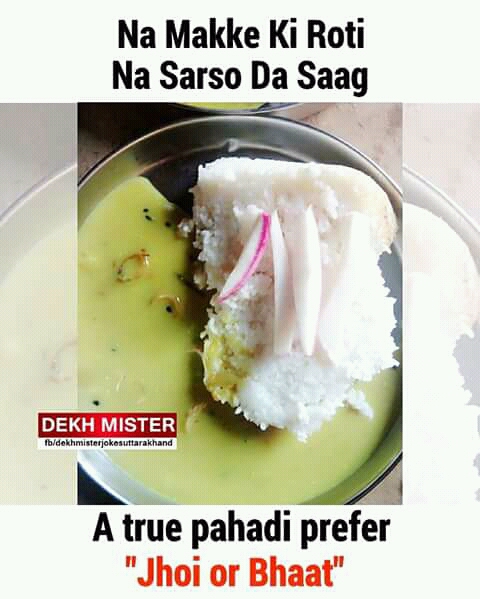 Na Makke Ki Roti
Na Sarso Da Saag
DEKH MISTER
fb/dekhmisterjokesuttarakhand
A true pahadi prefer
"Jhoi or Bhaat"